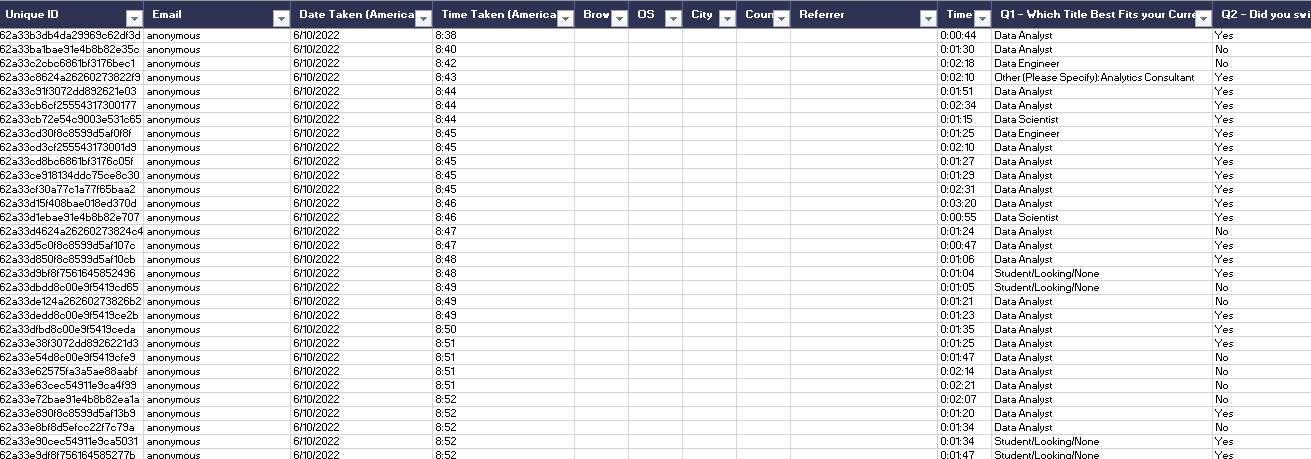 Unique ID Email Date Taken (America Time Taken (America Brow OS City Coun Referrer Time Q1 - Which Title Best Fits your Curre Q2 - Did you swi
62a33b3db4da29969c62df3d anonymous 6/10/2022 8:38 0:00:44 Data Analyst Yes
62a33ba1bae91e4b8b82e35c anonymous 6/10/2022 8:40 0:01:30 Data Analyst No
62a33c2cbc6861bf3176bec1 anonymous 6/10/2022 8:42 0:02:18 Data Engineer No
62a33c8624a26260273822f9 anonymous 6/10/2022 8:43 0:02:10 Other (Please Specify):Analytics Consultant Yes
62a33c91f3072dd892621e03 anonymous 6/10/2022 8:44 0:01:51 Data Analyst Yes
62a33cb6cf25554317300177 anonymous 6/10/2022 8:44 0:02:34 Data Analyst Yes
62a33cb72e54c9003e531c65 anonymous 6/10/2022 8:44 0:01:15 Data Scientist Yes
62a33cd30f8c8599d5af0f8f anonymous 6/10/2022 8:45 0:01:25 Data Engineer Yes
62a33cd3cf255543173001d9 anonymous 6/10/2022 8:45 0:02:10 Data Analyst Yes
62a33cd8bc6861bf3176c05f anonymous 6/10/2022 8:45 0:01:27 Data Analyst Yes
62a33ce918134ddc75ce8c30 anonymous 6/10/2022 8:45 0:01:29 Data Analyst Yes
62a33cf30a77c1a77f65baa2 anonymous 6/10/2022 8:45 0:02:31 Data Analyst Yes
62a33d15f408bae018ed370d anonymous 6/10/2022 8:46 0:03:20 Data Analyst Yes
62a33d1ebae91e4b8b82e707 anonymous 6/10/2022 8:46 0:00:55 Data Scientist Yes
62a33d4624a26260273824c4 anonymous 6/10/2022 8:47 0:01:24 Data Analyst No
62a33d5c0f8c8599d5af107c anonymous 6/10/2022 8:47 0:00:47 Data Analyst Yes
62a33d850f8c8599d5af10cb anonymous 6/10/2022 8:48 0:01:06 Data Analyst Yes
62a33d9bf8f7561645852496 anonymous 6/10/2022 8:48 0:01:04 Student/Looking/None Yes
62a33dbdd8c00e9f5419cd65 anonymous 6/10/2022 8:49 0:01:05 Student/Looking/None No
62a33de124a26260273826b2 anonymous 6/10/2022 8:49 0:01:21 Data Analyst No
62a33dedd8c00e9f5419ce2b anonymous 6/10/2022 8:49 0:01:23 Data Analyst Yes
62a33dfbd8c00e9f5419ceda anonymous 6/10/2022 8:50 0:01:35 Data Analyst Yes
62a33e38f3072dd8926221d3 anonymous 6/10/2022 8:51 0:01:25 Data Analyst Yes
62a33e54d8c00e9f5419cfe9 anonymous 6/10/2022 8:51 0:01:47 Data Analyst No
62a33e62575fa3a5ae88aabf anonymous 6/10/2022 8:51 0:02:14 Data Analyst No
62a33e63cec54911e9ca4f99 anonymous 6/10/2022 8:51 0:02:21 Data Analyst No
62a33e72bae91e4b8b82ea1a anonymous 6/10/2022 8:52 0:02:07 Data Analyst No
62a33e890f8c8599d5af13b9 anonymous 6/10/2022 8:52 0:01:20 Data Analyst Yes
62a33e8bf8d5efcc22f7c79a anonymous 6/10/2022 8:52 0:01:34 Data Analyst No
62a33e90cec54911e9ca5031 anonymous 6/10/2022 8:52 0:01:34 Student/Looking/None Yes
62a33e9df8f756164585277b anonymous 6/10/2022 8:52 0:01:47 Student/Looking/None Yes